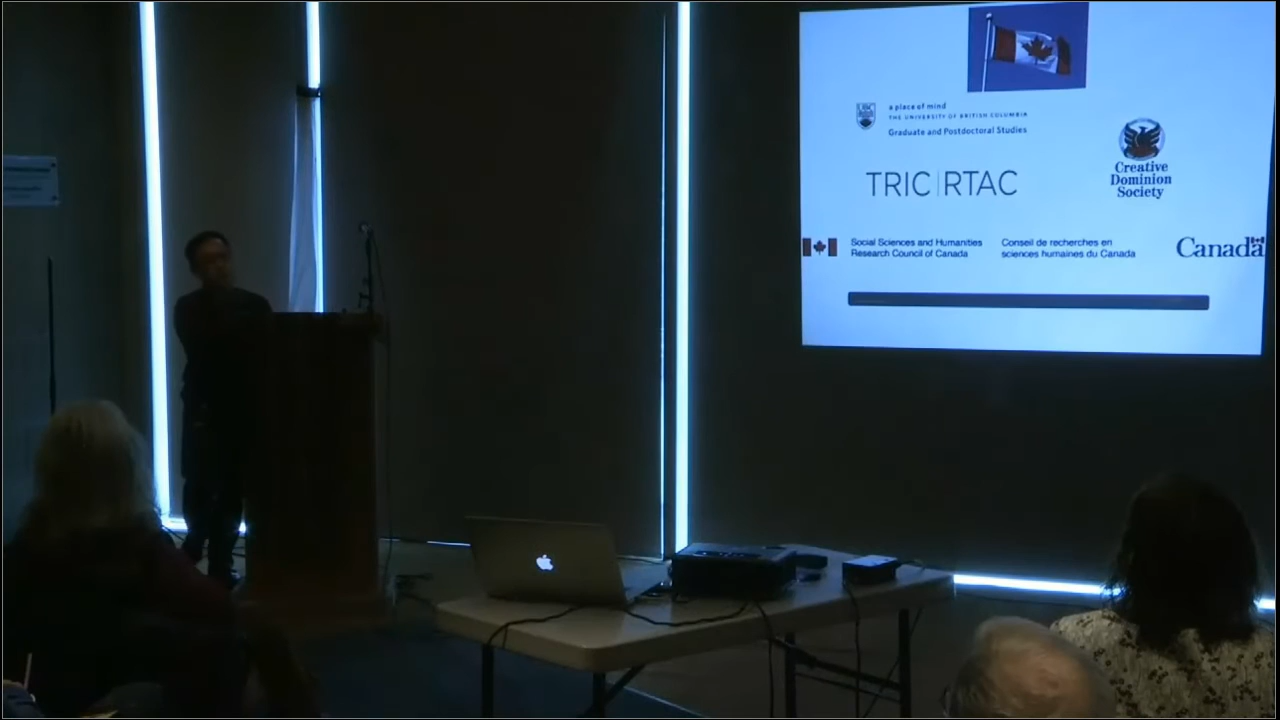 UBC
a place of mind
THE UNIVERSITY OF BRITISH COLUMBIA
Graduate and Postdoctoral Studies
Creative
Dominion
Society
TRIC|RTAC
Social Sciences and Humanities
Research Council of Canada
Conseil de recherches en
sciences humaines du Canada
Canada